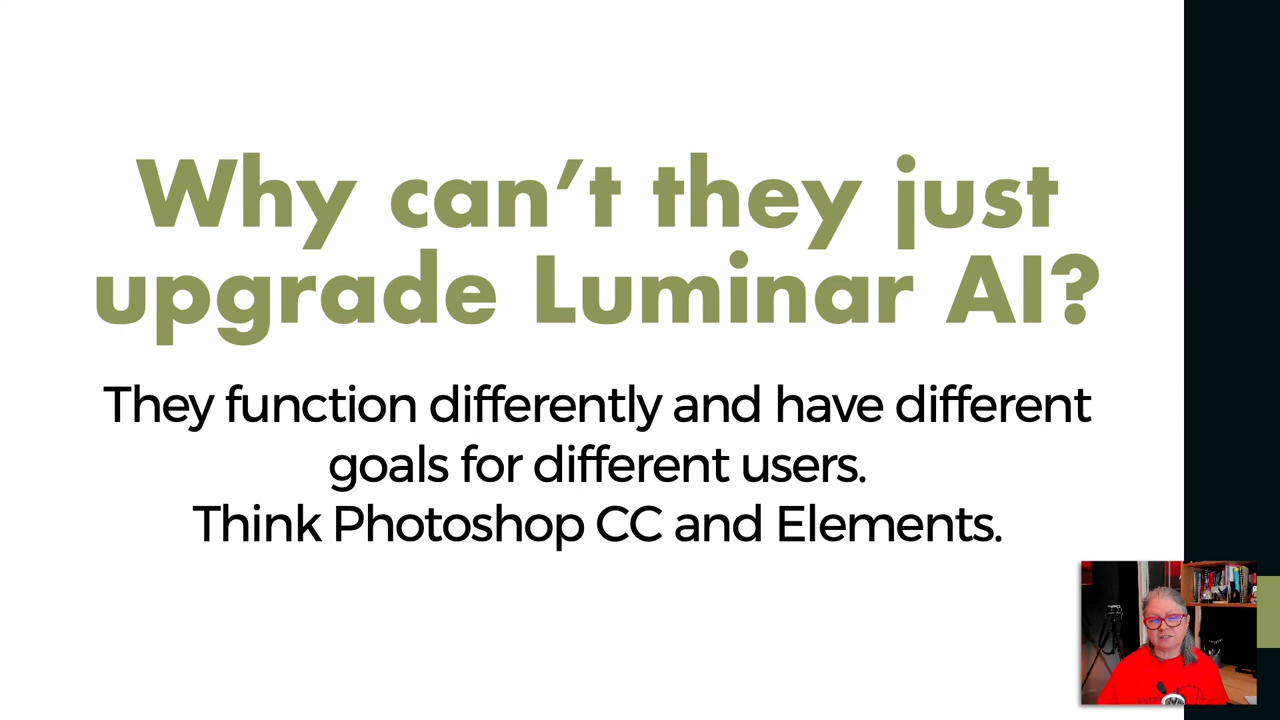 Why can’t they just
upgrade Luminar AI?
They function differently and have different
goals for different users.
Think Photoshop CC and Elements.